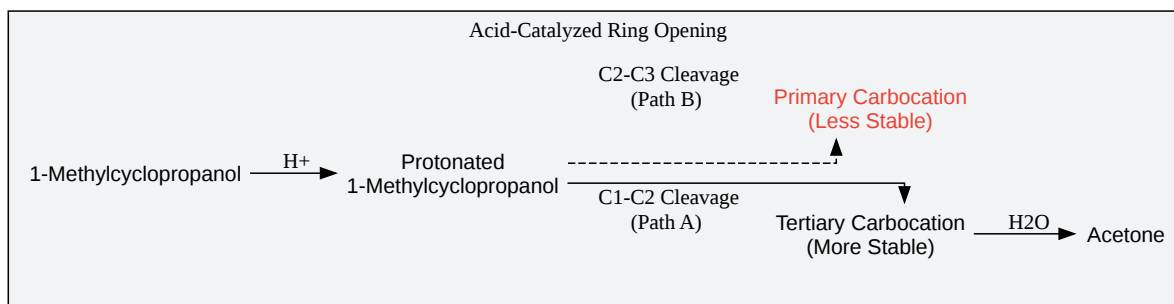 Acid-Catalyzed Ring Opening
C2-C3 Cleavage
(Path B)
Primary Carbocation
(Less Stable)
1-Methylcyclopropanol
H+
Protonated
1-Methylcyclopropanol
C1-C2 Cleavage
(Path A)
Tertiary Carbocation
(More Stable)
H2O
Acetone